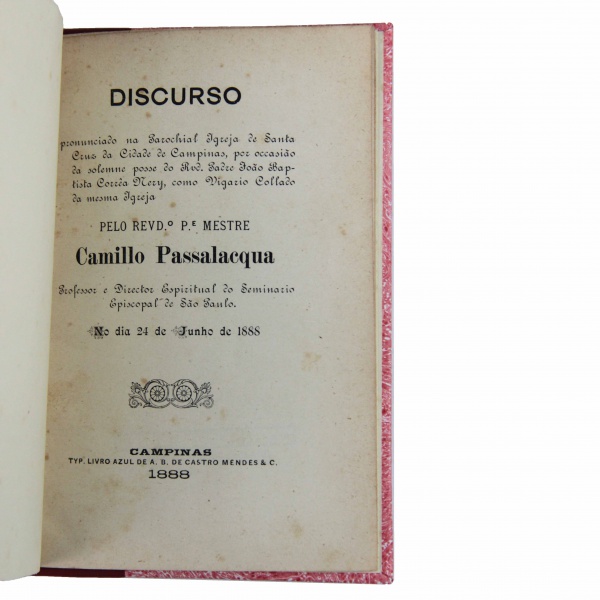 DISCURSO
pronunciado na Parochial Igreja de Santa
Cruz da Cidade de Campinas, por occasião
da solemne posse do Rvd. Padre João Bap-
tista Corrêa Nery, como Vigario Collado
da mesma Igreja
PELO REVD.º P.E MESTRE
Camillo Passalacqua
Professor e Director Espiritual do Seminario
Episcopal de São Paulo.
No dia 24 de Junho de 1888
CAMPINAS
TYP. LIVRO AZUL DE A. B. DE CASTRO MENDES & C.
1888